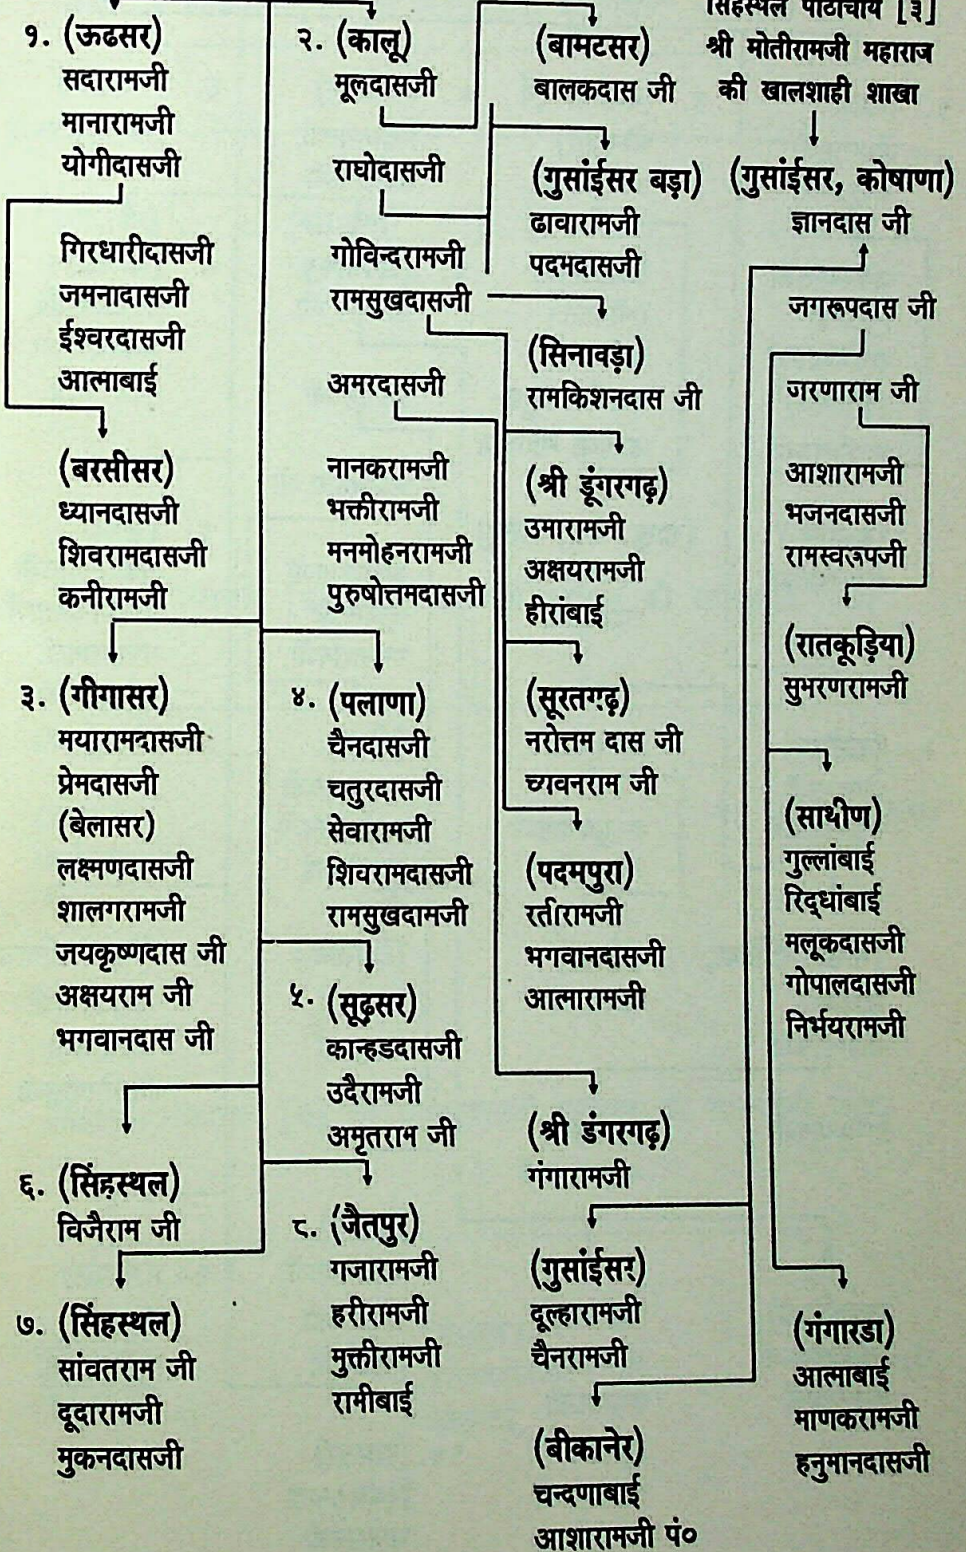 १. (ऊढसर)
सदारामजी
मानारामजी
योगीदासजी
गिरधारीदासजी
जमनादासजी
ईश्वरदासजी
आत्माबाई
(बरसीसर)
ध्यानदासजी
शिवरामदासजी
कनीरामजी
३. (गीगासर)
मयारामदासजी
प्रेमदासजी
(बेलासर)
लक्ष्मणदासजी
शालगरामजी
जयकृष्णदास जी
अक्षयराम जी
भगवानदास जी
६. (सिंहस्थल)
विजैराम जी
७. (सिंहस्थल)
सांवतराम जी
दूदारामजी
मुकनदासजी
२. (कालू)
मूलदासजी
राघोदासजी
गोविन्दरामजी
रामसुखदासजी
अमरदासजी
नानकरामजी
भक्तीरामजी
मनमोहनरामजी
पुरुषोत्तमदासजी
४. (पलाणा)
चैनदासजी
चतुरदासजी
सेवारामजी
शिवरामदासजी
रामसुखदामजी
५. (सूढ़सर)
कान्हडदासजी
उदैरामजी
अमृतराम जी
८. (जैतपुर)
गजारामजी
हरीरामजी
मुक्तीरामजी
रामीबाई
(बामटसर)
बालकदास जी
(गुसांईसर बड़ा)
ढावारामजी
पदमदासजी
(सिनावड़ा)
रामकिशनदास जी
(श्री डूंगरगढ़)
उमारामजी
अक्षयरामजी
हीरांबाई
(सूरतगढ़)
नरोत्तम दास जी
च्यवनराम जी
(पदमपुरा)
रतीरामजी
भगवानदासजी
आत्मारामजी
(श्री डंगरगढ़)
गंगारामजी
(गुसांईसर)
दूल्हारामजी
चैनरामजी
(बीकानेर)
चन्दणाबाई
आशारामजी पं०
सिंहस्थल पीठाचार्य [३]
श्री मोतीरामजी महाराज
की खालशाही शाखा
(गुसांईसर, कोषाणा)
ज्ञानदास जी
जगरूपदास जी
जरणाराम जी
आशारामजी
भजनदासजी
रामस्वरूपजी
(रातकूड़िया)
सुभरणरामजी
(साथीण)
गुल्लांबाई
रिद्धांबाई
मलूकदासजी
गोपालदासजी
निर्भयरामजी
(गंगारडा)
आत्माबाई
माणकरामजी
हनुमानदासजी